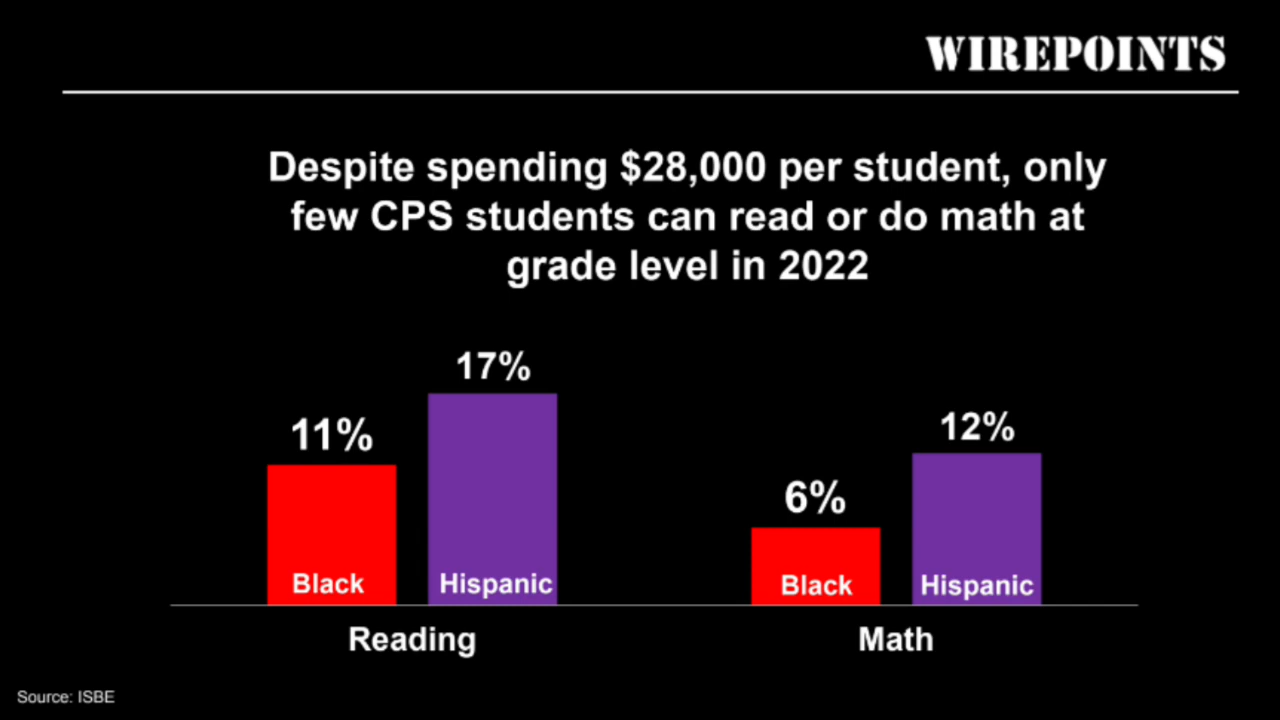 WIREPOINTS
Despite spending $28,000 per student, only
few CPS students can read or do math at
grade level in 2022
11%
17%
Black
Hispanic
Reading
6%
12%
Black
Hispanic
Math
Source: ISBE